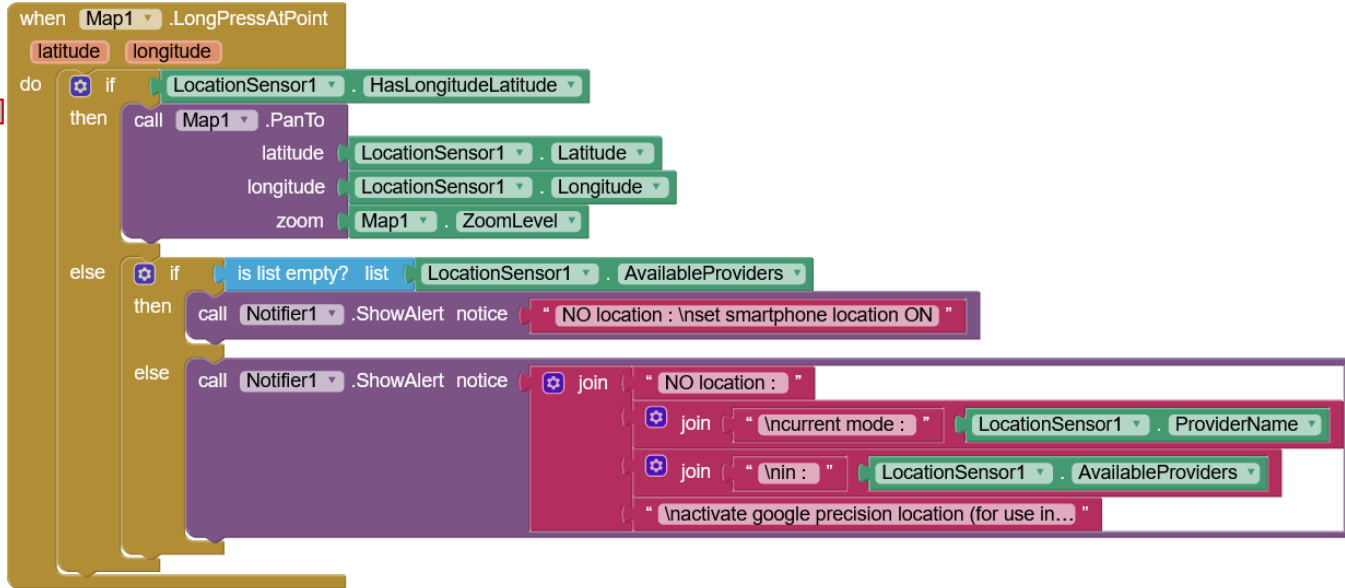 when Map1 .LongPressAtPoint
latitude longitude
do if LocationSensor1 . HasLongitudeLatitude
then call Map1 .PanTo
latitude LocationSensor1 . Latitude
longitude LocationSensor1 . Longitude
zoom Map1 . ZoomLevel
else if is list empty? list LocationSensor1 . AvailableProviders
then call Notifier1 .ShowAlert notice “ NO location : \nset smartphone location ON ”
else call Notifier1 .ShowAlert notice join “ NO location : ”
join “ \ncurrent mode : ” LocationSensor1 . ProviderName
join “ \nin : ” LocationSensor1 . AvailableProviders
“ \nactivate google precision location (for use in… ”